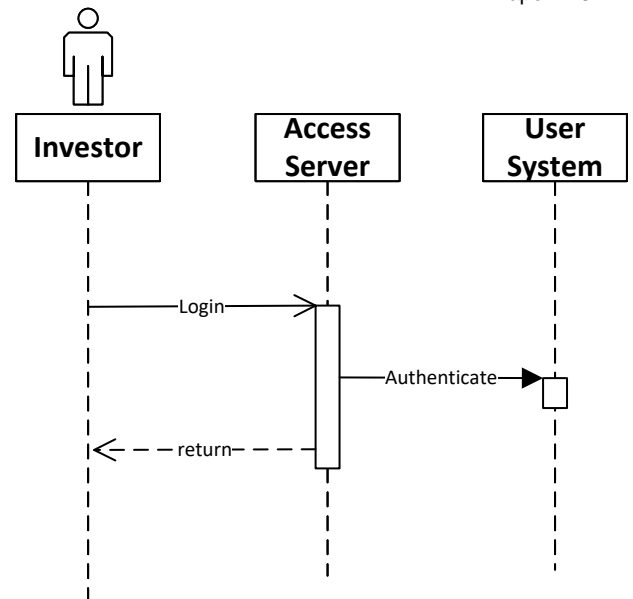 Investor
Access
Server
User
System
Login
Authenticate
return